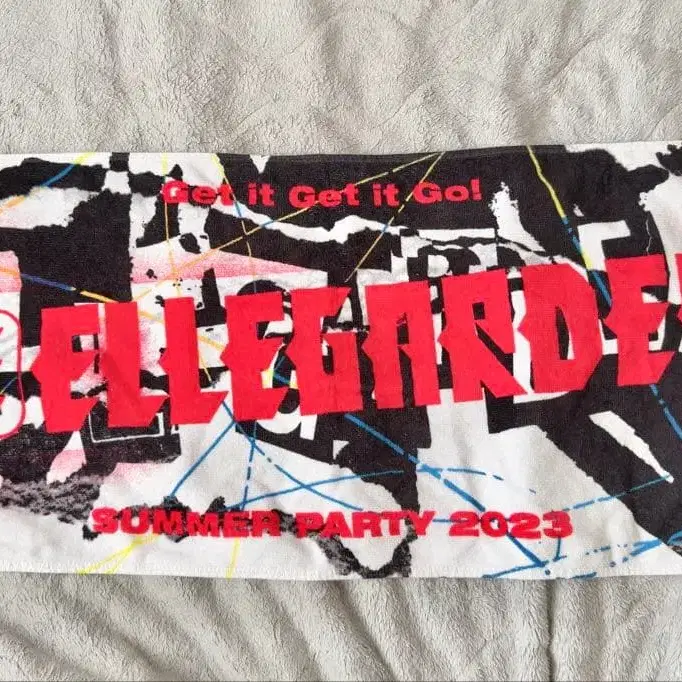 Get it Get it Go!
ELLEGARDE
SUMMER PARTY 2023